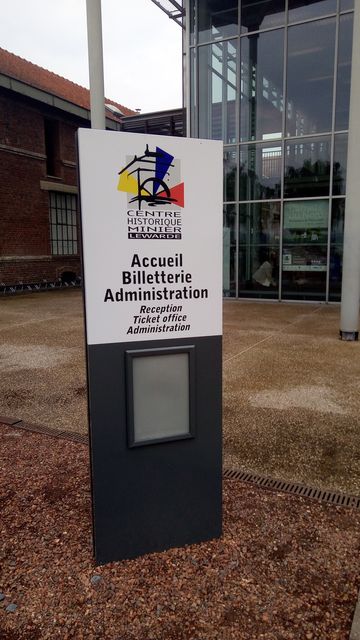 CENTRE
HISTORIQUE
MINIER
LEWARDE
Accueil
Billetterie
Administration
Reception
Ticket office
Administration